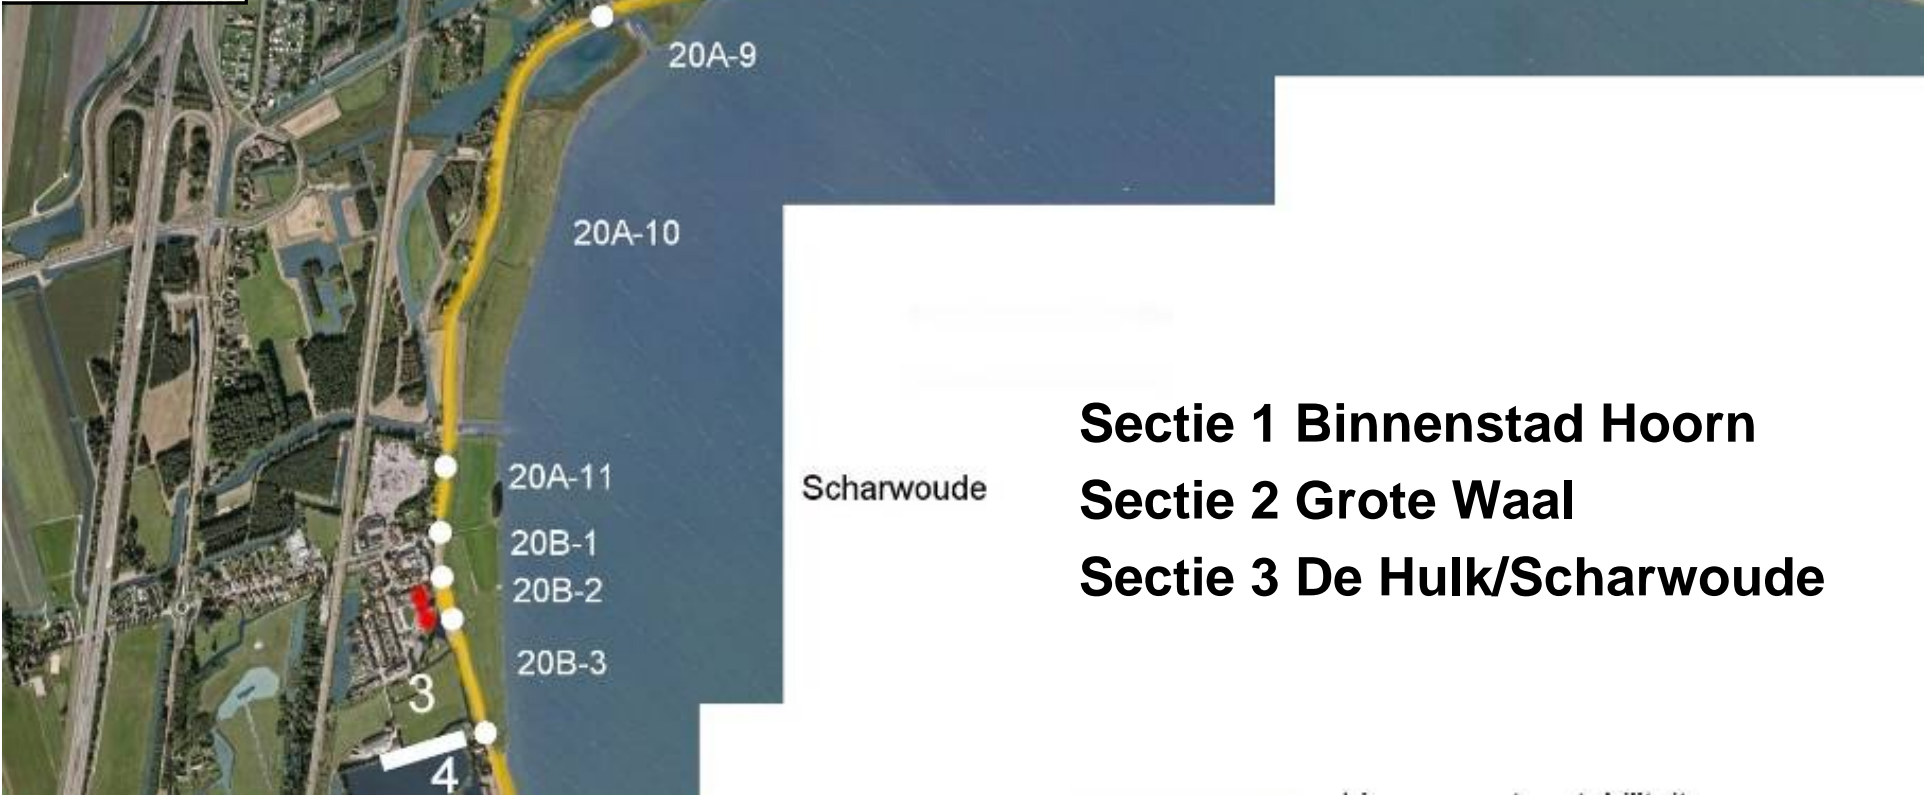 20A-9
20A-10
20A-11
20B-1
20B-2
20B-3
3
4
Scharwoude
Sectie 1 Binnenstad Hoorn
Sectie 2 Grote Waal
Sectie 3 De Hulk/Scharwoude